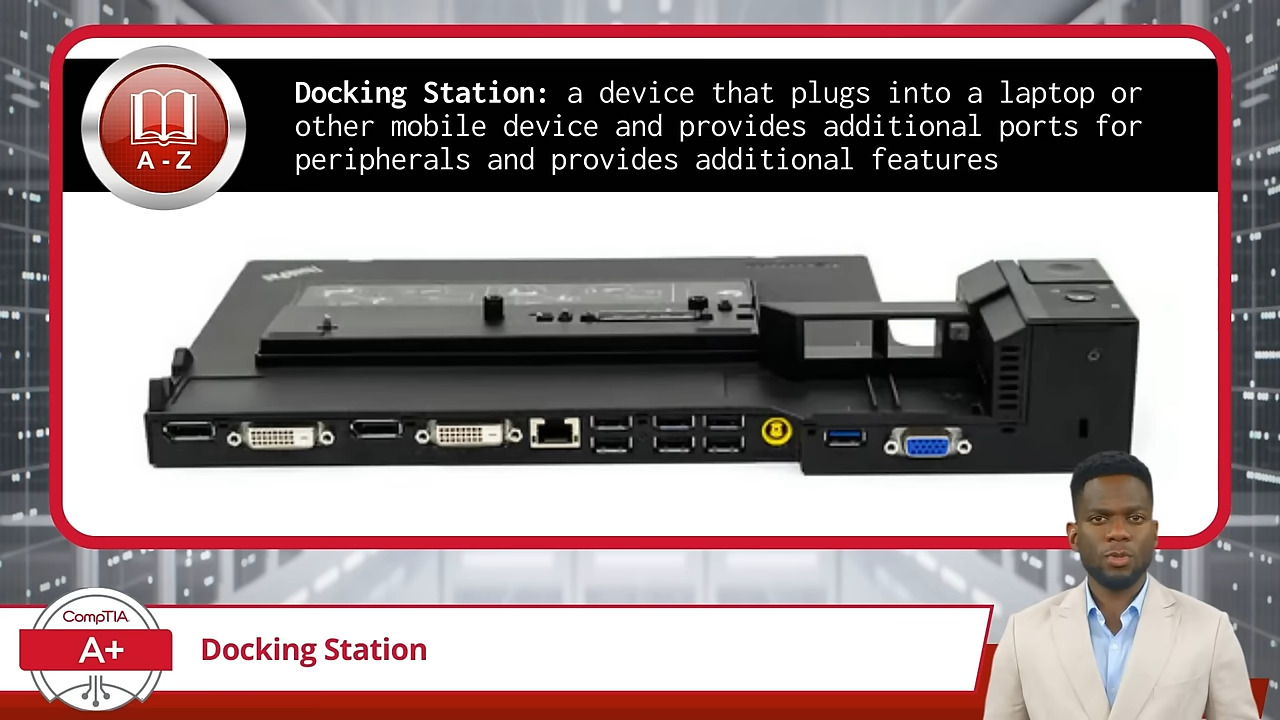 Docking Station: a device that plugs into a laptop or
other mobile device and provides additional ports for
peripherals and provides additional features
A - Z
CompTIA
A+
Docking Station